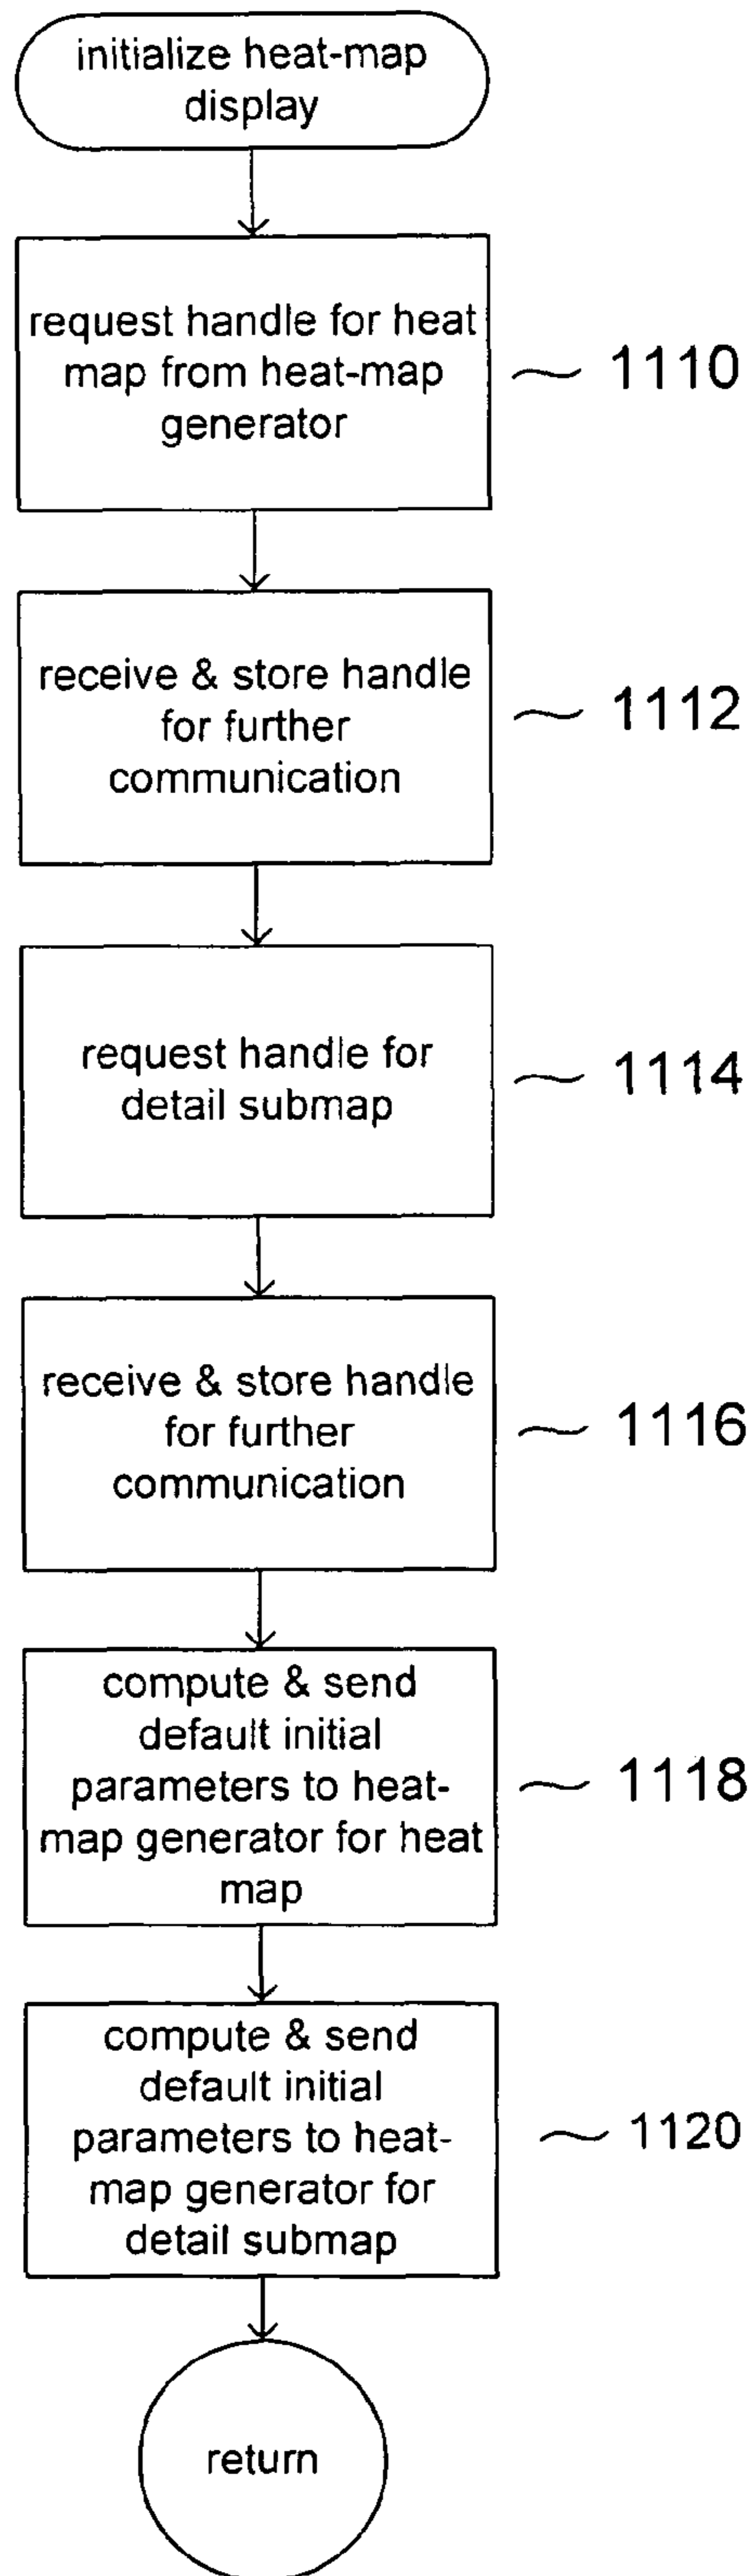 initialize heat-map
display
request handle for heat
map from heat-map
generator
1110
receive & store handle
for further
communication
1112
request handle for
detail submap
1114
receive & store handle
for further
communication
1116
compute & send
default initial
parameters to heat-
map generator for heat
map
1118
compute & send
default initial
parameters to heat-
map generator for
detail submap
1120
return